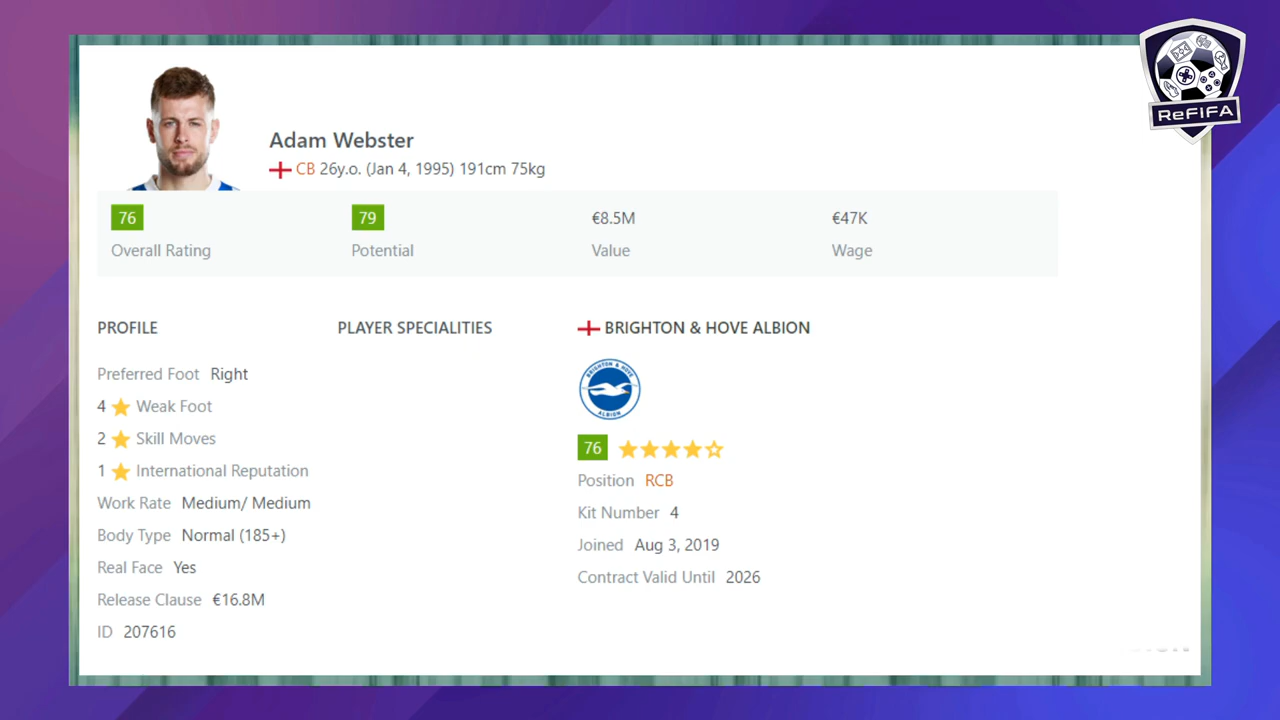 ReFIFA
Adam Webster
CB 26y.o. (Jan 4, 1995) 191cm 75kg
76 79 €8.5M €47K
Overall Rating Potential Value Wage
PROFILE PLAYER SPECIALITIES BRIGHTON & HOVE ALBION
Preferred Foot Right
4 Weak Foot
2 Skill Moves
1 International Reputation
Work Rate Medium/ Medium
Body Type Normal (185+)
Real Face Yes
Release Clause €16.8M
ID 207616
BRIGHTON & HOVE
ALBION
76
Position RCB
Kit Number 4
Joined Aug 3, 2019
Contract Valid Until 2026